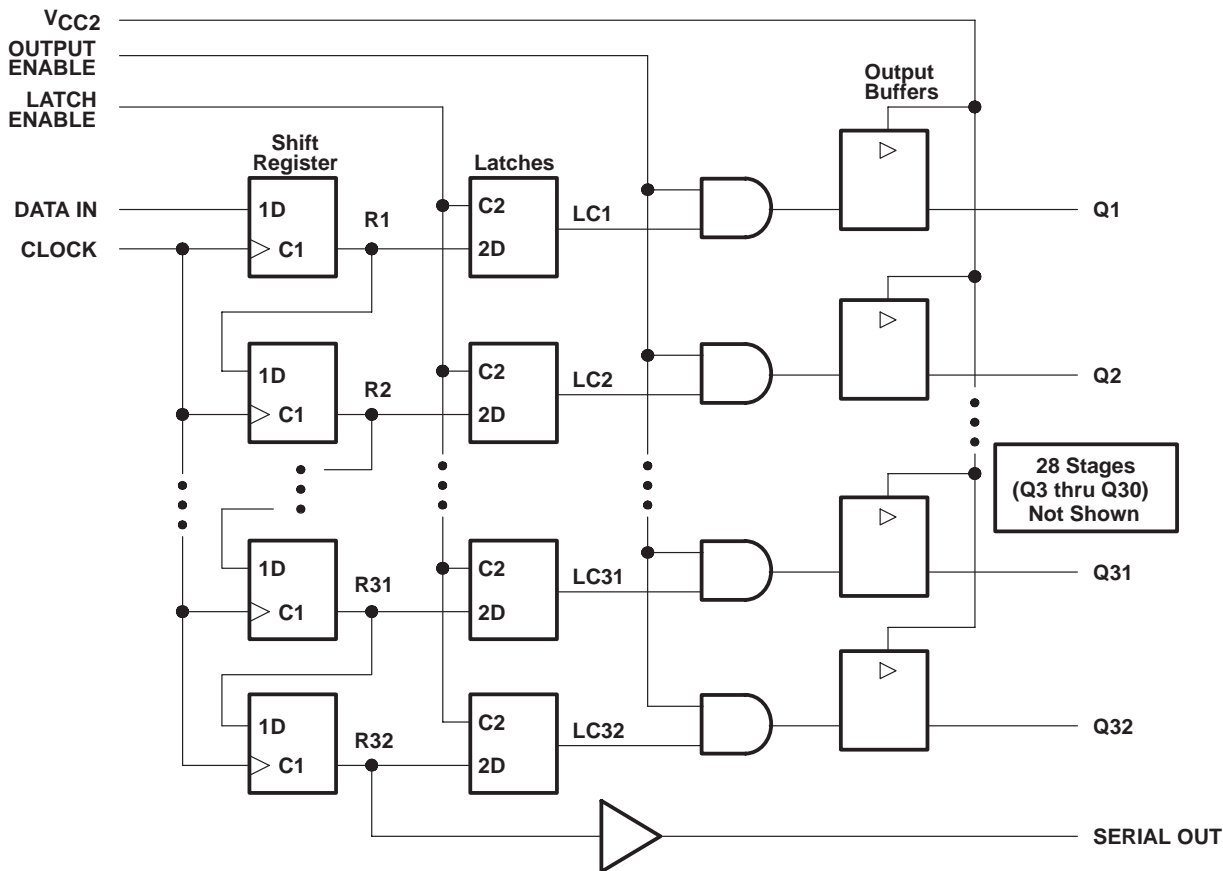 VCC2
OUTPUT
ENABLE
LATCH
ENABLE
Output
Buffers
Shift
Register
Latches
DATA IN
CLOCK
1D
C1
R1
C2
2D
LC1
Q1
1D
C1
R2
C2
2D
LC2
Q2
28 Stages
(Q3 thru Q30)
Not Shown
1D
C1
R31
C2
2D
LC31
Q31
1D
C1
R32
C2
2D
LC32
Q32
SERIAL OUT